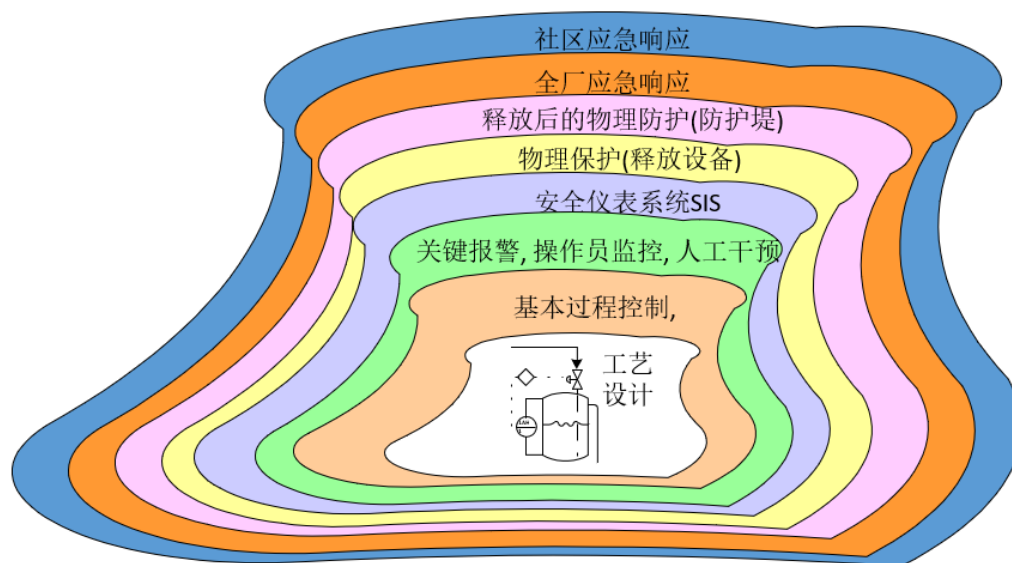 社区应急响应
全厂应急响应
释放后的物理防护(防护堤)
物理保护(释放设备)
安全仪表系统SIS
关键报警, 操作员监控, 人工干预
基本过程控制,
工艺
设计
LAH